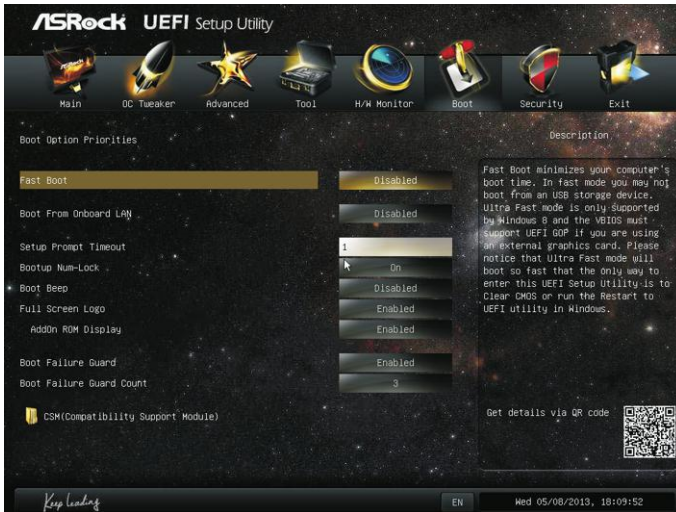 ASRock UEFI Setup Utility
Main OC Tweaker Advanced Tool H/W Monitor Boot Security Exit
Boot Option Priorities
Fast Boot Disabled
Boot From Onboard LAN Disabled
Setup Prompt Timeout 1
Bootup Num-Lock On
Boot Beep Disabled
Full Screen Logo Enabled
AddOn ROM Display Enabled
Boot Failure Guard Enabled
Boot Failure Guard Count 3
CSM(Compatibility Support Module)
Description
Fast Boot minimizes your computer's
boot time. In fast mode you may not
boot from an USB storage device.
Ultra Fast mode is only supported
by Windows 8 and the VBIOS must
support UEFI GOP if you are using
an external graphics card. Please
notice that Ultra Fast mode will
boot so fast that the only way to
enter this UEFI Setup Utility is to
Clear CMOS or run the Restart to
UEFI utility in Windows.
Get details via QR code
Keep Leading
EN
Wed 05/08/2013, 18:09:52